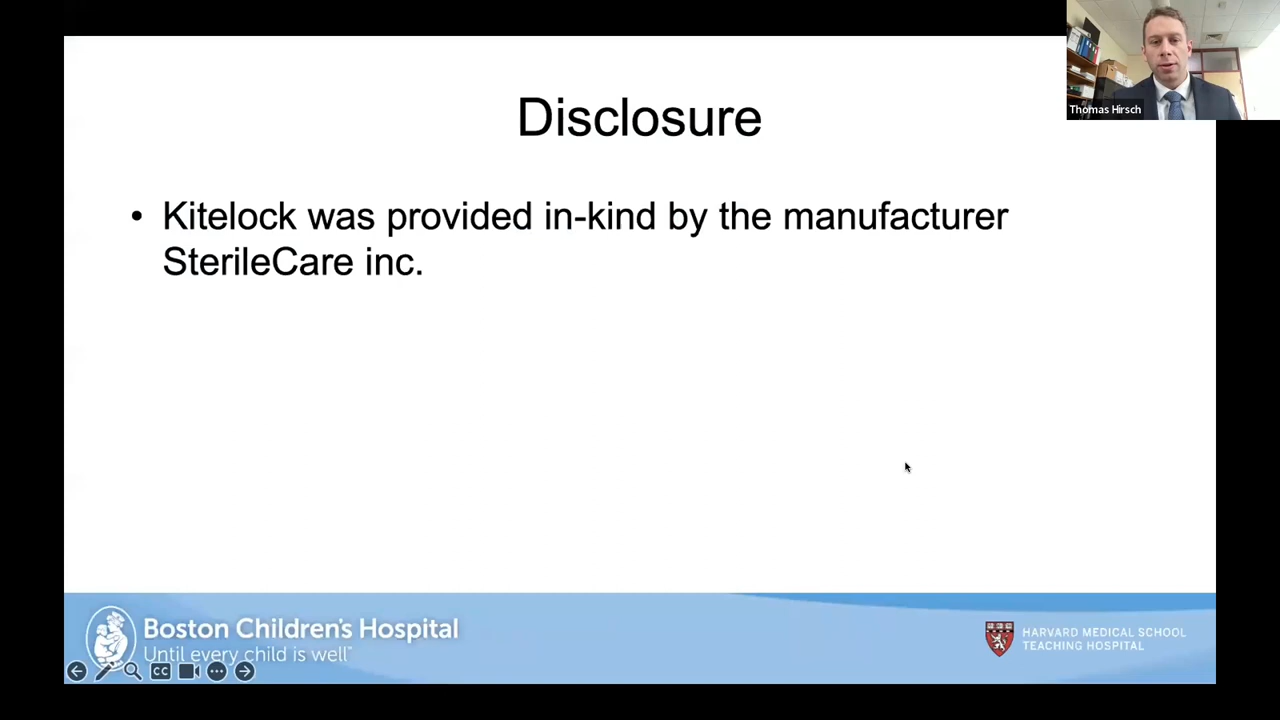 Thomas Hirsch
Disclosure
• Kitelock was provided in-kind by the manufacturer
SterileCare inc.
Boston Children's Hospital
Until every child is well™
HARVARD MEDICAL SCHOOL
TEACHING HOSPITAL
CC